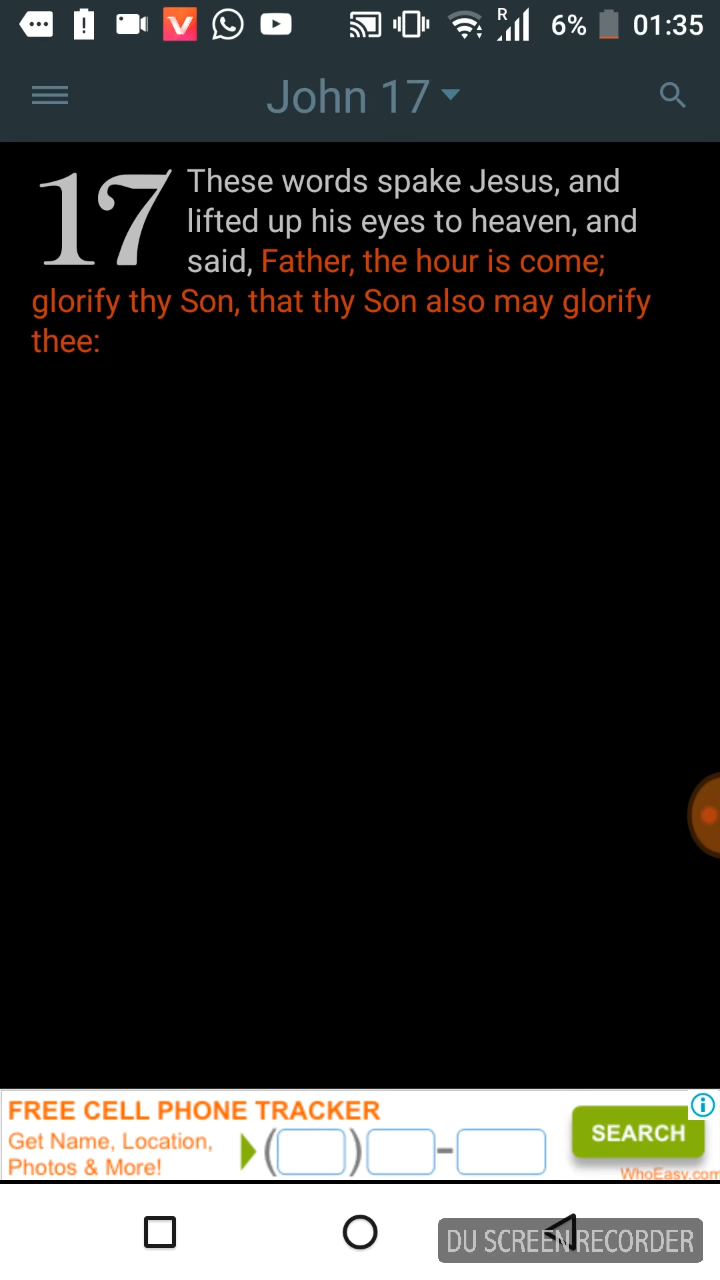 R 6% 01:35
John 17
17 These words spake Jesus, and
lifted up his eyes to heaven, and
said, Father, the hour is come;
glorify thy Son, that thy Son also may glorify
thee:
FREE CELL PHONE TRACKER
Get Name, Location,
Photos & More!
( ) -
SEARCH
WhoEasy.com
DU SCREEN RECORDER